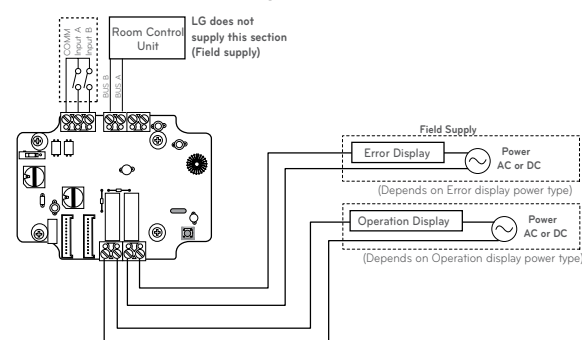 COMM
Input A
Input B
Room Control
Unit
LG does not
supply this section
(Field supply)
BUS B
BUS A
Field Supply
Error Display
Power
AC or DC
(Depends on Error display power type)
Operation Display
Power
AC or DC
(Depends on Operation display power type)